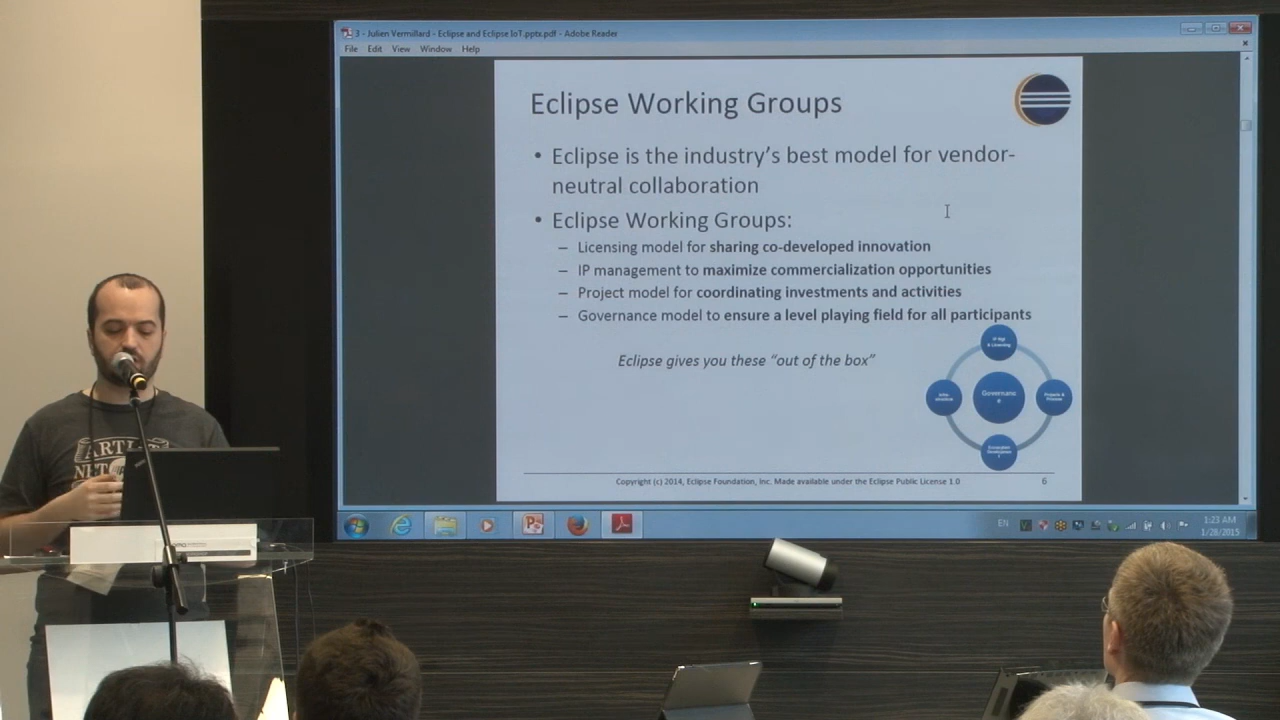 3 - Julien Vermillard - Eclipse and Eclipse IoT.pptx.pdf - Adobe Reader
File Edit View Window Help
Eclipse Working Groups
• Eclipse is the industry's best model for vendor-
neutral collaboration
• Eclipse Working Groups:
– Licensing model for sharing co-developed innovation
– IP management to maximize commercialization opportunities
– Project model for coordinating investments and activities
– Governance model to ensure a level playing field for all participants
Eclipse gives you these "out of the box"
Governanc
e
Copyright (c) 2014, Eclipse Foundation, Inc. Made available under the Eclipse Public License 1.0
6
EN
1:23 AM
1/28/2015
ARTI
NET